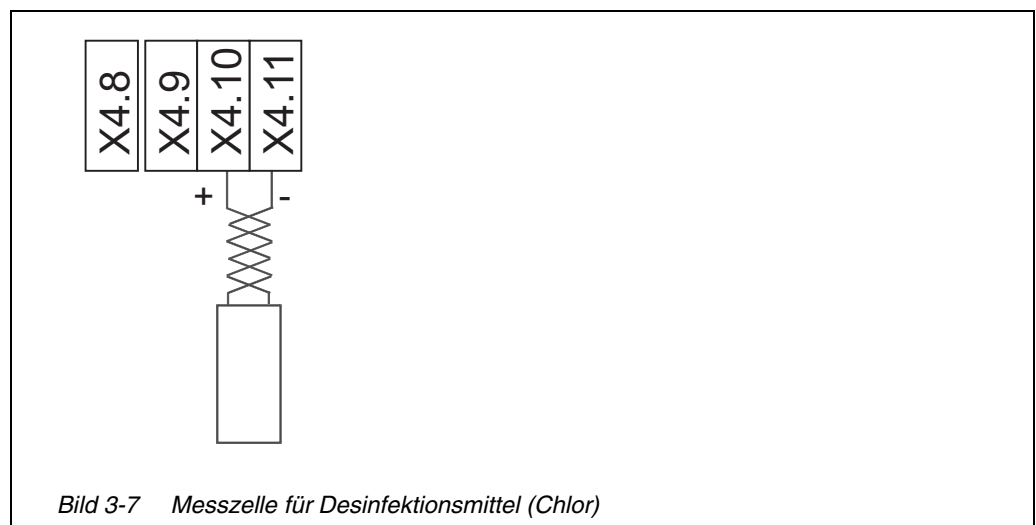 X4.8 X4.9 X4.10 X4.11
+ -
Bild 3-7 Messzelle für Desinfektionsmittel (Chlor)